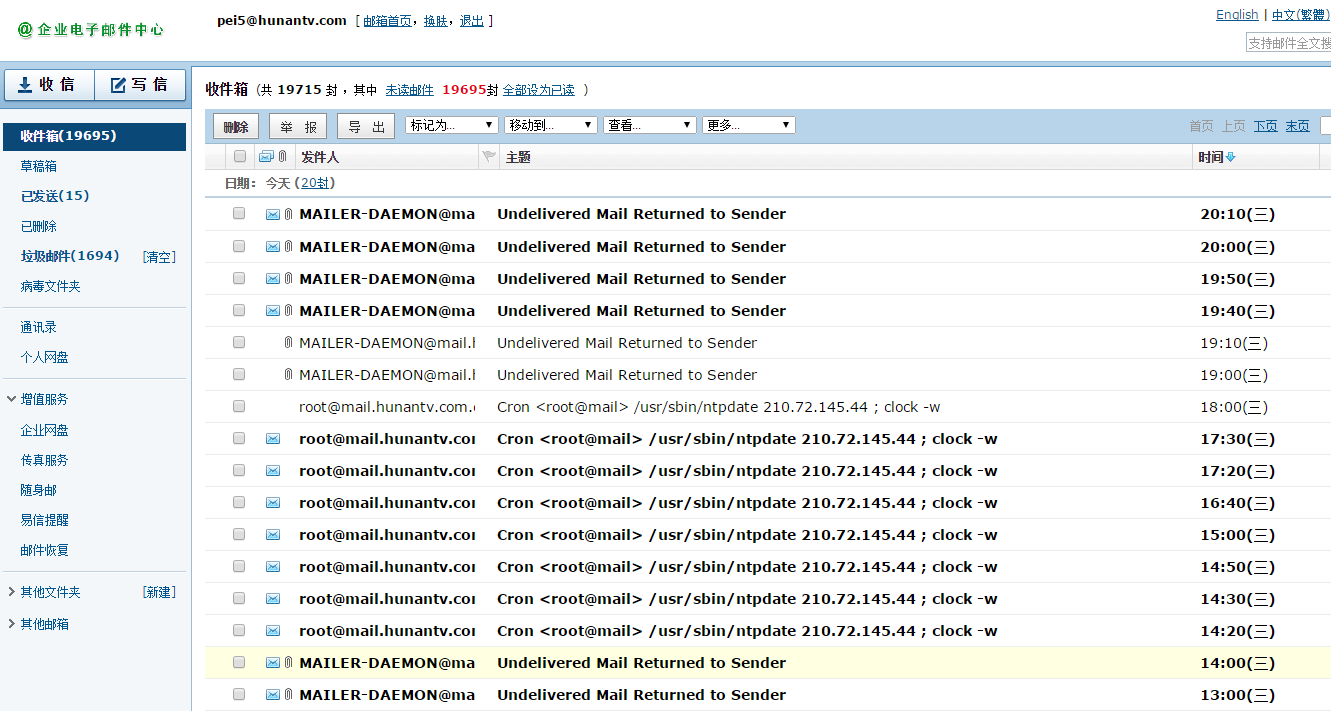 @企业电子邮件中心
pei5@hunantv.com [ 邮箱首页, 换肤, 退出 ]
English | 中文(繁體)
支持邮件全文搜
收 信 写 信
收件箱(19695)
草稿箱
已发送(15)
已删除
垃圾邮件(1694) [清空]
病毒文件夹
通讯录
个人网盘
增值服务
企业网盘
传真服务
随身邮
易信提醒
邮件恢复
其他文件夹 [新建]
其他邮箱
收件箱 (共 19715 封 ，其中 未读邮件 19695封 全部设为已读 )
删除 举 报 导 出 标记为... 移动到... 查看... 更多... 首页 上页 下页 末页
发件人 主题 时间
日期： 今天 (20封)
MAILER-DAEMON@ma Undelivered Mail Returned to Sender 20:10(三)
MAILER-DAEMON@ma Undelivered Mail Returned to Sender 20:00(三)
MAILER-DAEMON@ma Undelivered Mail Returned to Sender 19:50(三)
MAILER-DAEMON@ma Undelivered Mail Returned to Sender 19:40(三)
MAILER-DAEMON@mail.h Undelivered Mail Returned to Sender 19:10(三)
MAILER-DAEMON@mail.h Undelivered Mail Returned to Sender 19:00(三)
root@mail.hunantv.com. Cron <root@mail> /usr/sbin/ntpdate 210.72.145.44 ; clock -w 18:00(三)
root@mail.hunantv.co Cron <root@mail> /usr/sbin/ntpdate 210.72.145.44 ; clock -w 17:30(三)
root@mail.hunantv.co Cron <root@mail> /usr/sbin/ntpdate 210.72.145.44 ; clock -w 17:20(三)
root@mail.hunantv.co Cron <root@mail> /usr/sbin/ntpdate 210.72.145.44 ; clock -w 16:40(三)
root@mail.hunantv.co Cron <root@mail> /usr/sbin/ntpdate 210.72.145.44 ; clock -w 15:00(三)
root@mail.hunantv.co Cron <root@mail> /usr/sbin/ntpdate 210.72.145.44 ; clock -w 14:50(三)
root@mail.hunantv.co Cron <root@mail> /usr/sbin/ntpdate 210.72.145.44 ; clock -w 14:30(三)
root@mail.hunantv.co Cron <root@mail> /usr/sbin/ntpdate 210.72.145.44 ; clock -w 14:20(三)
MAILER-DAEMON@ma Undelivered Mail Returned to Sender 14:00(三)
MAILER-DAEMON@ma Undelivered Mail Returned to Sender 13:00(三)